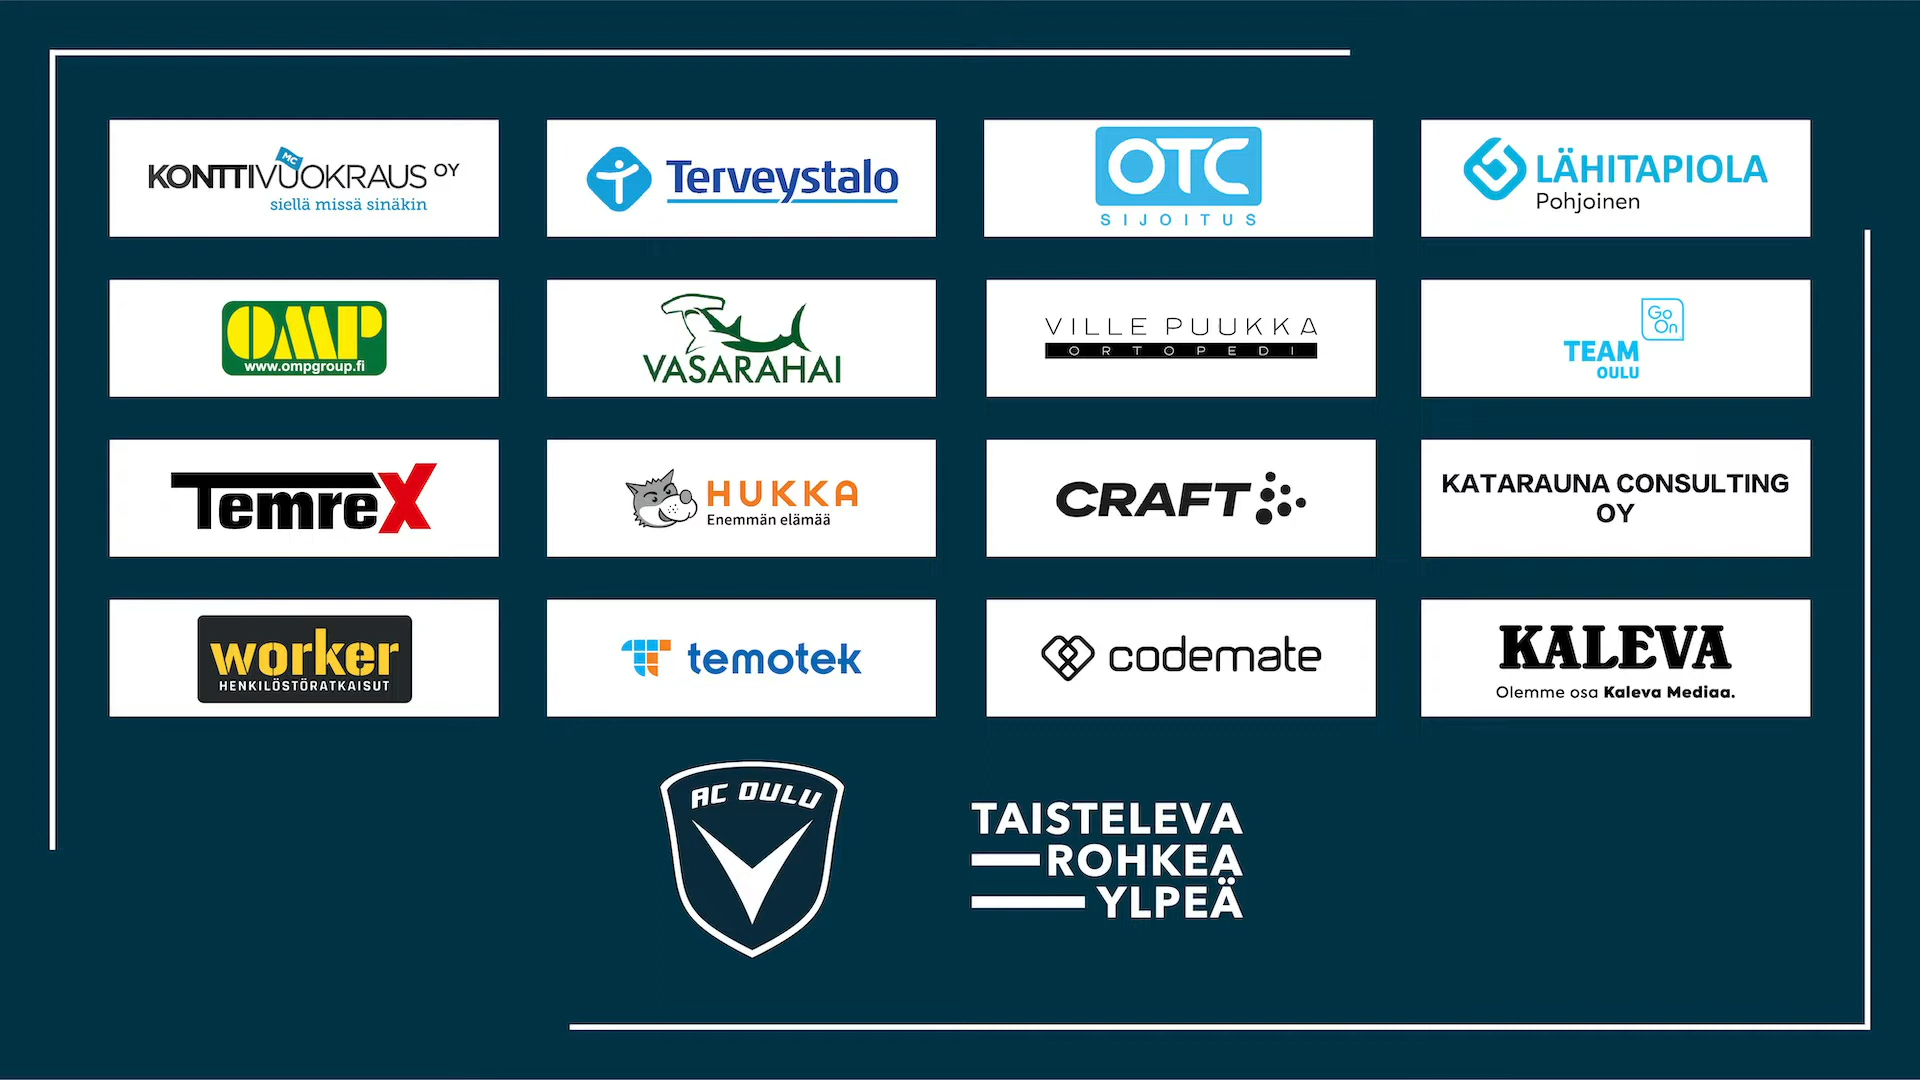 MC
KONTTIVUOKRAUS OY
siellä missä sinäkin
Terveystalo
OTC
SIJOITUS
LÄHITAPIOLA
Pohjoinen
OMP
www.ompgroup.fi
VASARAHAI
VILLE PUUKKA
ORTOPEDI
Go
On
TEAM
OULU
TemreX
HUKKA
Enemmän elämää
CRAFT
KATARAUNA CONSULTING
OY
worker
HENKILÖSTÖRATKAISUT
temotek
codemate
KALEVA
Olemme osa Kaleva Mediaa.
AC OULU
TAISTELEVA
ROHKEA
YLPEÄ